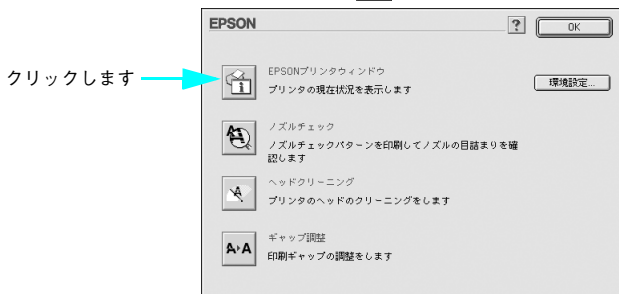 EPSON
?
OK
クリックします
EPSONプリンタウィンドウ
プリンタの現在状況を表示します
環境設定...
ノズルチェック
ノズルチェックパターンを印刷してノズルの目詰まりを確
認します
ヘッドクリーニング
プリンタのヘッドのクリーニングをします
ギャップ調整
印刷ギャップの調整をします